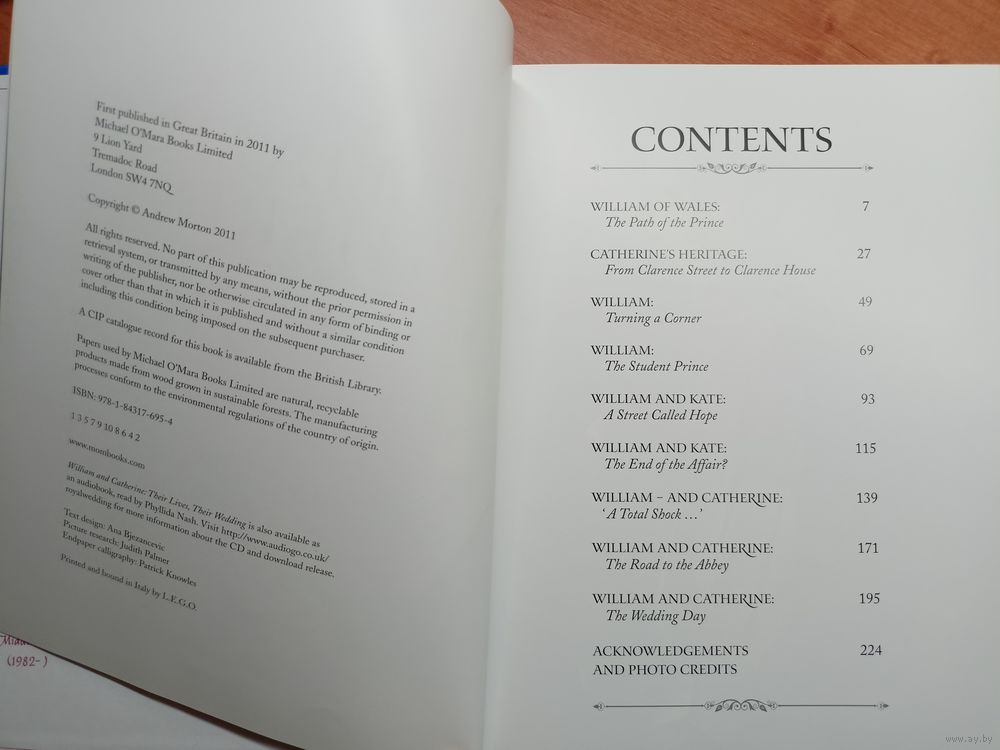 First published in Great Britain in 2011 by
Michael O'Mara Books Limited
9 Lion Yard
Tremadoc Road
London SW4 7NQ
Copyright © Andrew Morton 2011
All rights reserved. No part of this publication may be reproduced, stored in a
retrieval system, or transmitted by any means, without the prior permission in
writing of the publisher, nor be otherwise circulated in any form of binding or
cover other than that in which it is published and without a similar condition
including this condition being imposed on the subsequent purchaser.
A CIP catalogue record for this book is available from the British Library.
Papers used by Michael O'Mara Books Limited are natural, recyclable
products made from wood grown in sustainable forests. The manufacturing
processes conform to the environmental regulations of the country of origin.
ISBN: 978-1-84317-695-4
1 3 5 7 9 10 8 6 4 2
www.mombooks.com
William and Catherine: Their Lives, Their Wedding is also available as
an audiobook, read by Phyllida Nash. Visit http://www.audiogo.co.uk/
royalwedding for more information about the CD and download release.
Text design: Ana Bjezancevic
Picture research: Judith Palmer
Endpaper calligraphy: Patrick Knowles
Printed and bound in Italy by L.E.G.O.
(1982- )
CONTENTS
WILLIAM OF WALES: 7
The Path of the Prince
CATHERINE'S HERITAGE: 27
From Clarence Street to Clarence House
WILLIAM: 49
Turning a Corner
WILLIAM: 69
The Student Prince
WILLIAM AND KATE: 93
A Street Called Hope
WILLIAM AND KATE: 115
The End of the Affair?
WILLIAM – AND CATHERINE: 139
'A Total Shock ...'
WILLIAM AND CATHERINE: 171
The Road to the Abbey
WILLIAM AND CATHERINE: 195
The Wedding Day
ACKNOWLEDGEMENTS 224
AND PHOTO CREDITS
www.ay.by